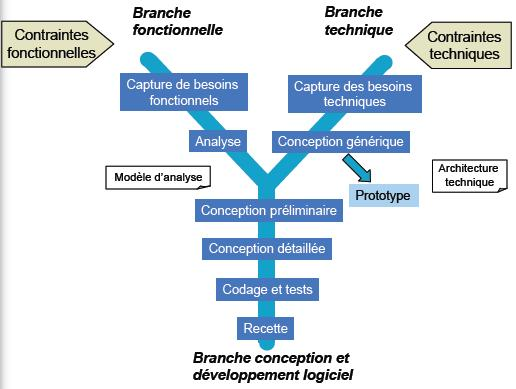 Branche
fonctionnelle
Branche
technique
Contraintes
fonctionnelles
Contraintes
techniques
Capture de besoins
fonctionnels
Capture des besoins
techniques
Analyse
Conception générique
Modèle d'analyse
Architecture
technique
Prototype
Conception préliminaire
Conception détaillée
Codage et tests
Recette
Branche conception et
développement logiciel